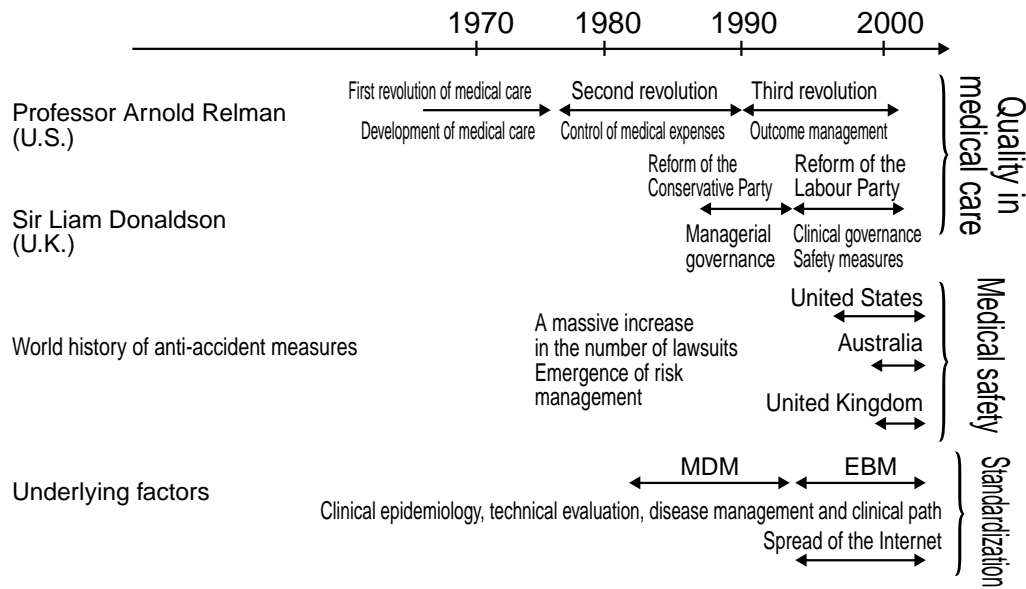 1970 1980 1990 2000
Professor Arnold Relman
(U.S.)
First revolution of medical care
Development of medical care
Second revolution
Control of medical expenses
Third revolution
Outcome management
Sir Liam Donaldson
(U.K.)
Reform of the
Conservative Party
Managerial
governance
Reform of the
Labour Party
Clinical governance
Safety measures
Quality in
medical care
World history of anti-accident measures
A massive increase
in the number of lawsuits
Emergence of risk
management
United States
Australia
United Kingdom
Medical safety
Underlying factors
MDM
EBM
Clinical epidemiology, technical evaluation, disease management and clinical path
Spread of the Internet
Standardization